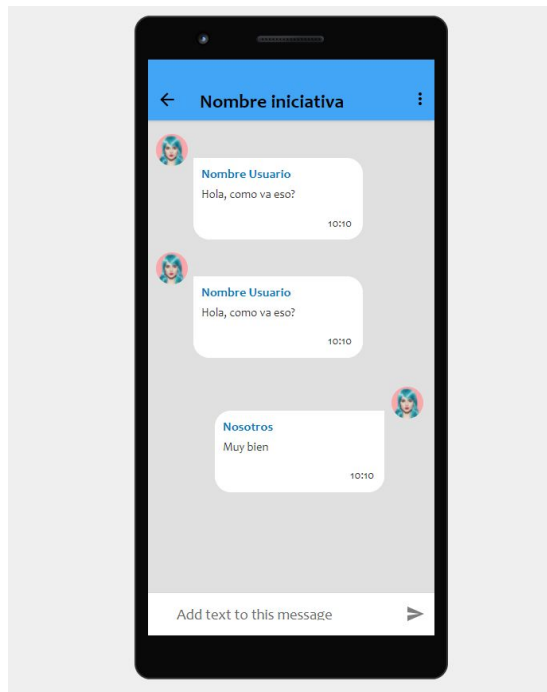 Nombre iniciativa
Nombre Usuario
Hola, como va eso?
10:10
Nombre Usuario
Hola, como va eso?
10:10
Nosotros
Muy bien
10:10
Add text to this message